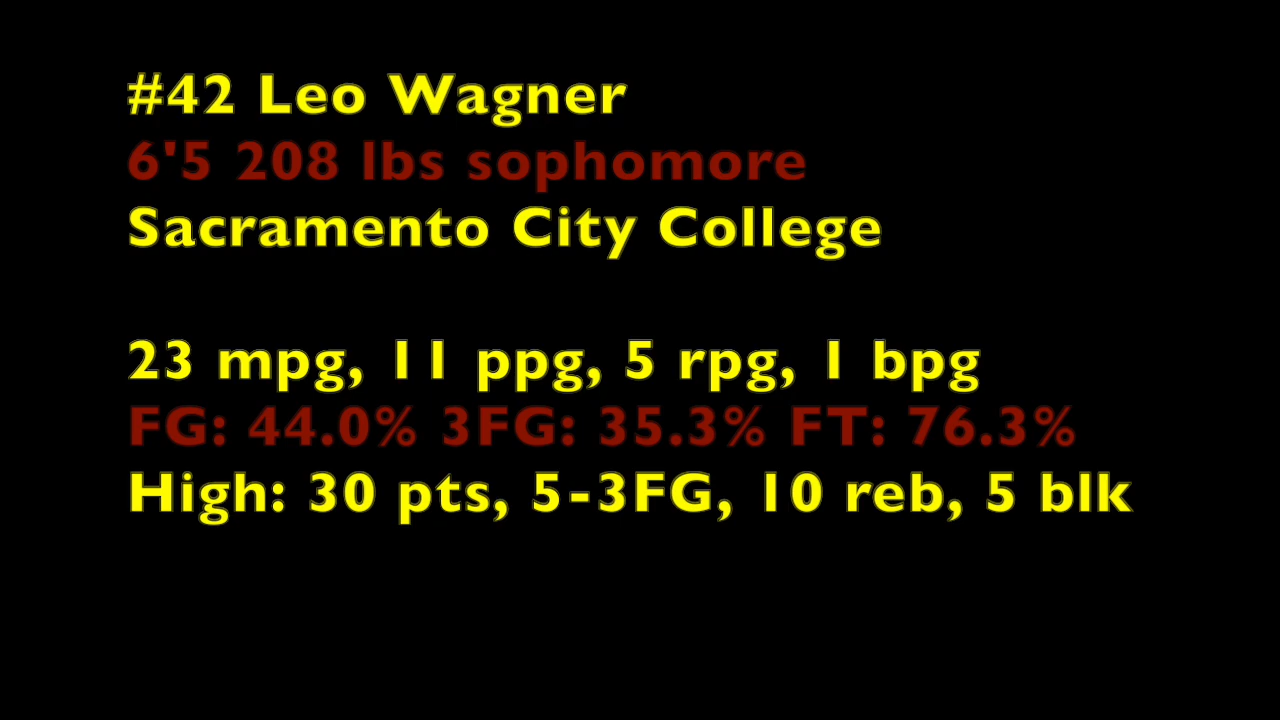 #42 Leo Wagner
6'5 208 lbs sophomore
Sacramento City College
23 mpg, 11 ppg, 5 rpg, 1 bpg
FG: 44.0% 3FG: 35.3% FT: 76.3%
High: 30 pts, 5-3FG, 10 reb, 5 blk